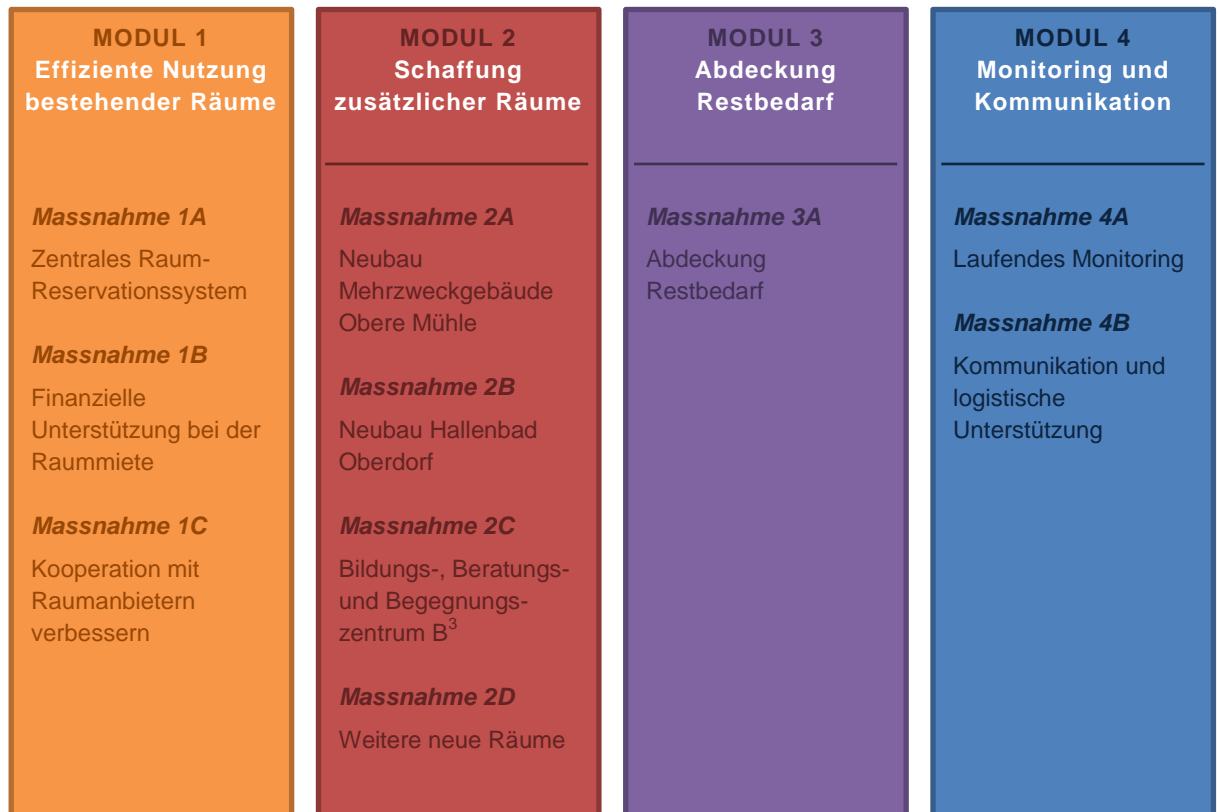 MODUL 1
Effiziente Nutzung
bestehender Räume
Massnahme 1A
Zentrales Raum-
Reservationssystem
Massnahme 1B
Finanzielle
Unterstützung bei der
Raummiete
Massnahme 1C
Kooperation mit
Raumanbietern
verbessern
MODUL 2
Schaffung
zusätzlicher Räume
Massnahme 2A
Neubau
Mehrzweckgebäude
Obere Mühle
Massnahme 2B
Neubau Hallenbad
Oberdorf
Massnahme 2C
Bildungs-, Beratungs-
und Begegnungs-
zentrum B³
Massnahme 2D
Weitere neue Räume
MODUL 3
Abdeckung
Restbedarf
Massnahme 3A
Abdeckung
Restbedarf
MODUL 4
Monitoring und
Kommunikation
Massnahme 4A
Laufendes Monitoring
Massnahme 4B
Kommunikation und
logistische
Unterstützung